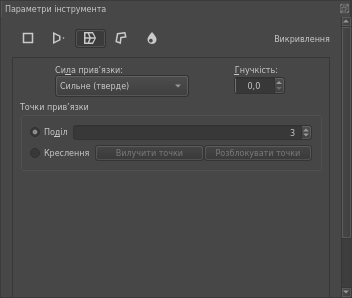 Параметри інструмента
Викривлення
Сила прив’язки:
Гнучкість:
Сильне (тверде)
0,0
Точки прив’язки
Поділ
3
Креслення
Вилучити точки
Розблокувати точки